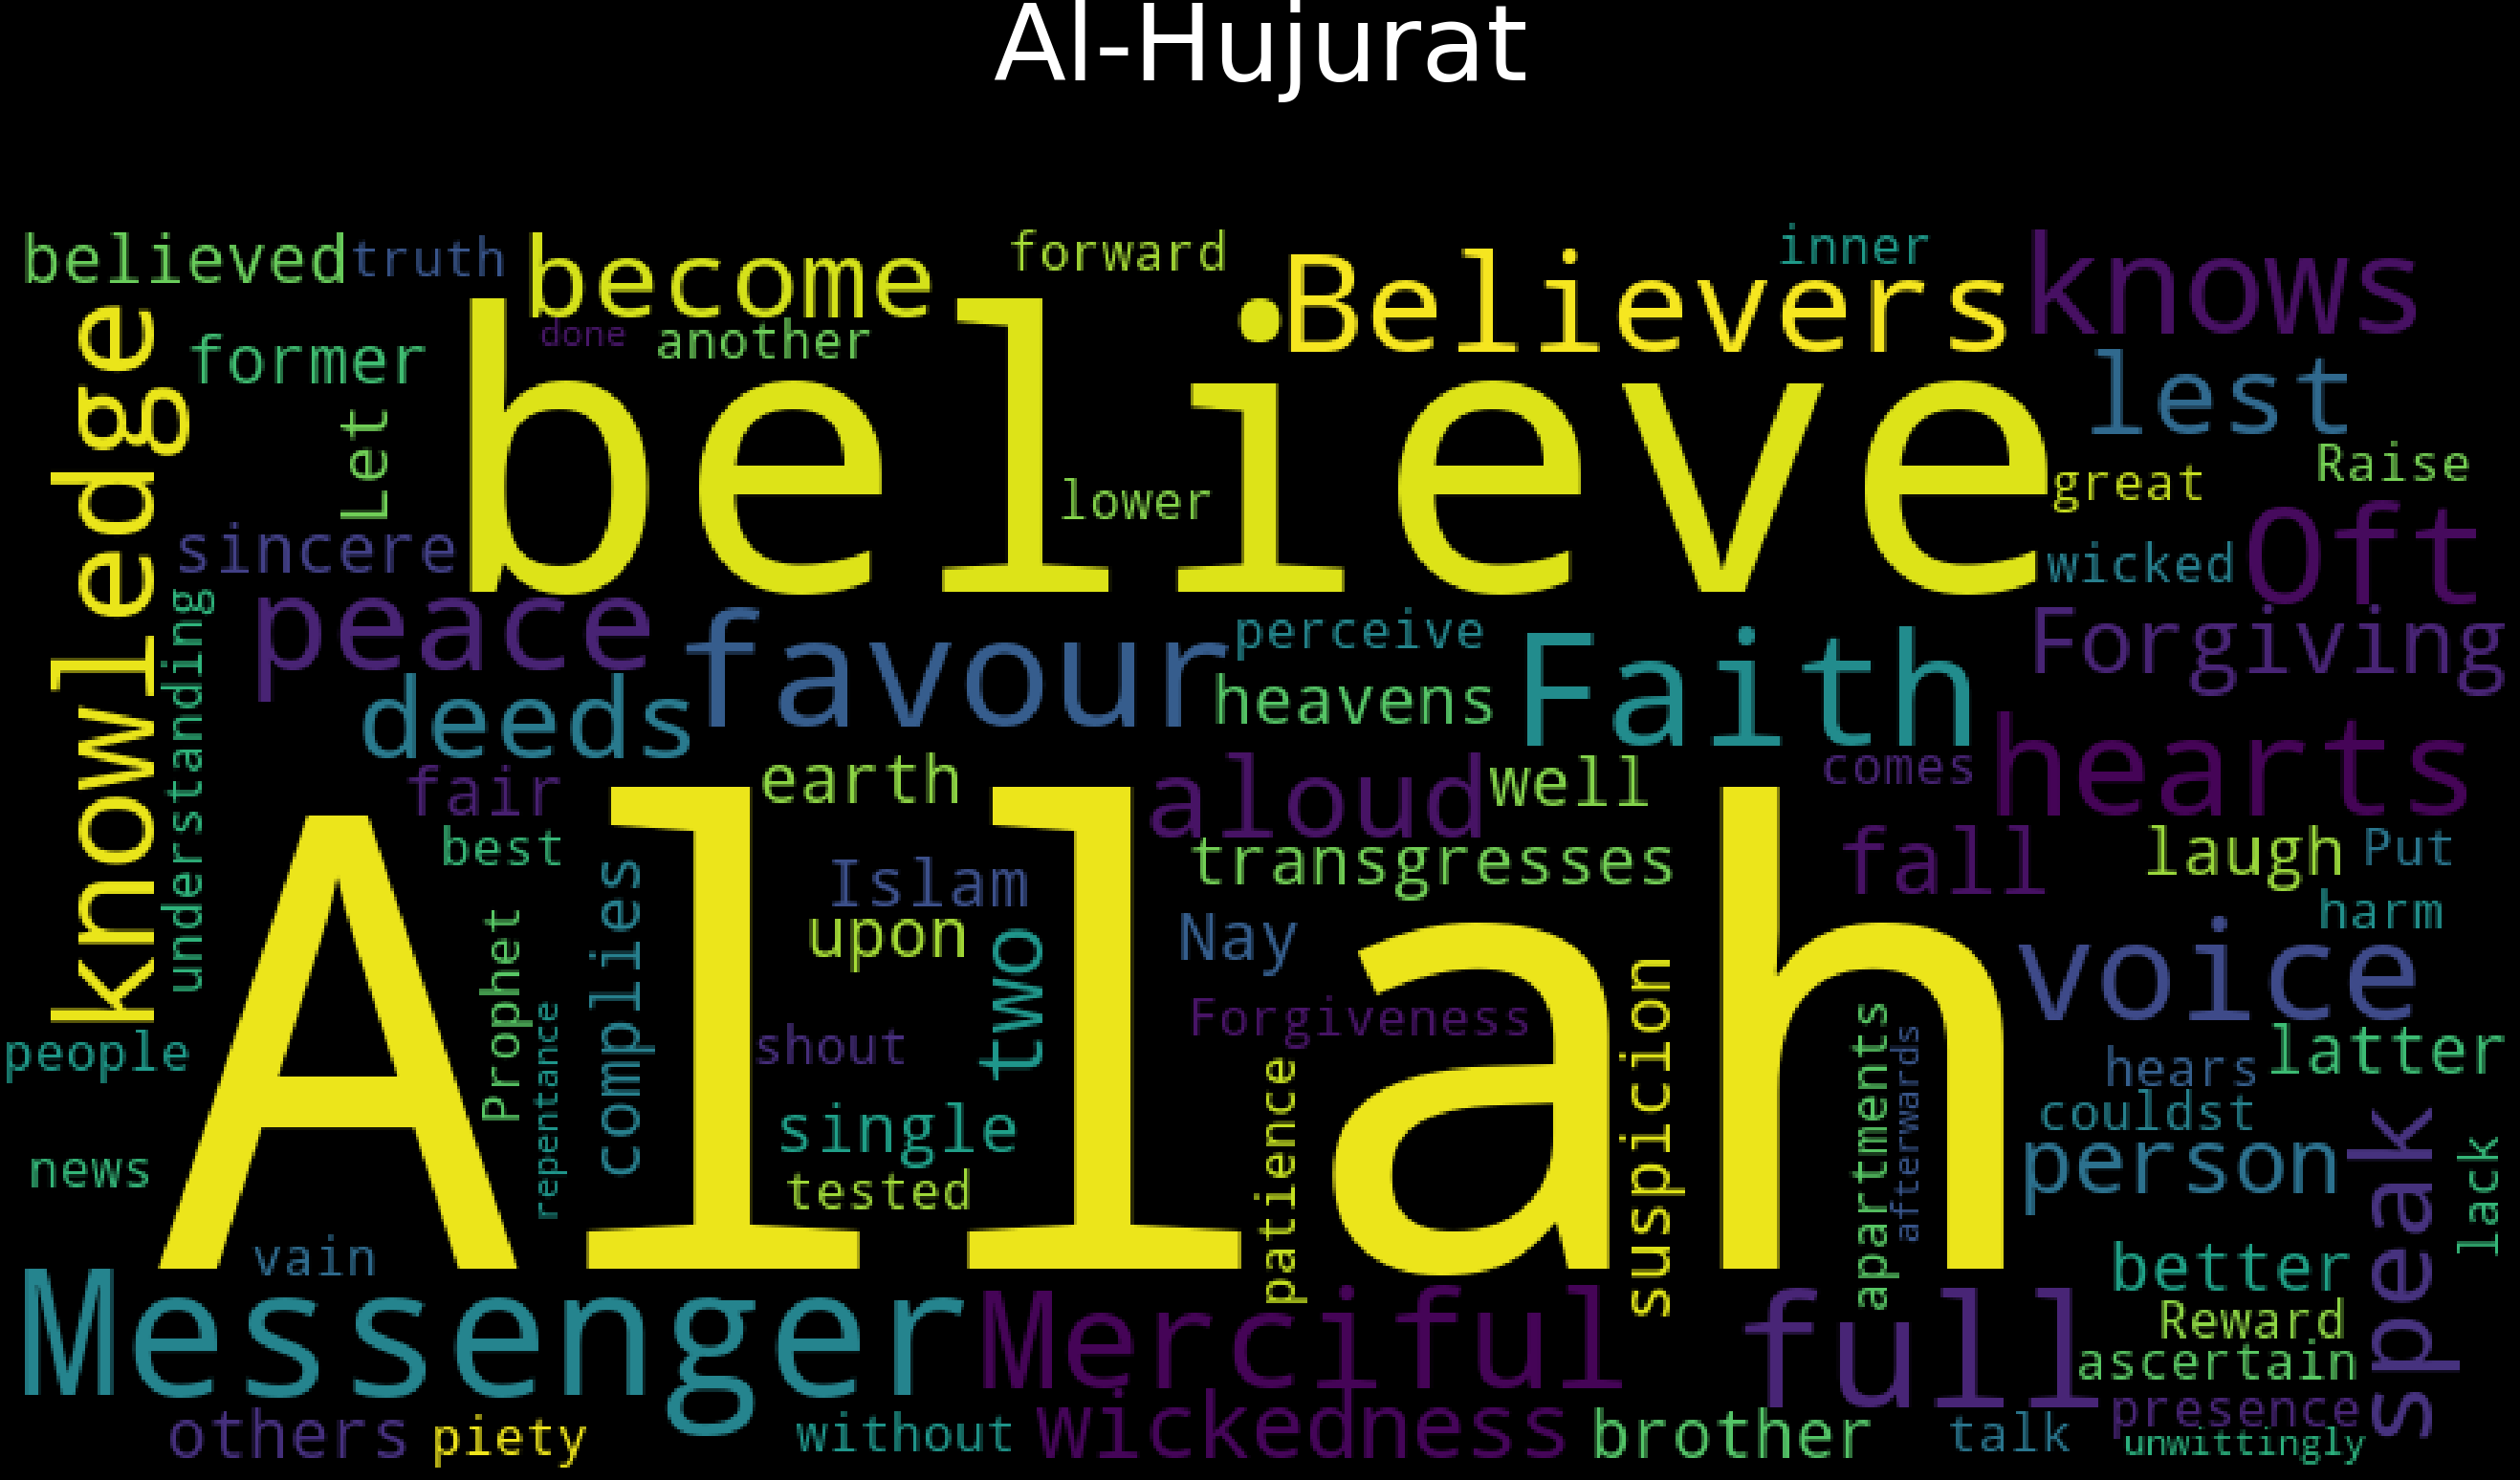 Al-Hujurat
believed
truth
become
forward
inner
knows
Believers
done
another
former
believe
lest
knowledge
Let
lower
great
Raise
sincere
wicked
Oft
understanding
peace
favour
perceive
Faith
Forgiving
deeds
heavens
hearts
fair
earth
aloud
well
comes
best
Allah
Islam
transgresses
fall
laugh
Put
complies
upon
two
Nay
harm
Prophet
voice
people
repentance
shout
Forgiveness
suspicion
apartments
afterwards
hears
latter
news
single
patience
couldst
person
speak
lack
tested
vain
better
Messenger
Merciful
full
Reward
ascertain
others
piety
without
wickedness
brother
talk
presence
unwittingly